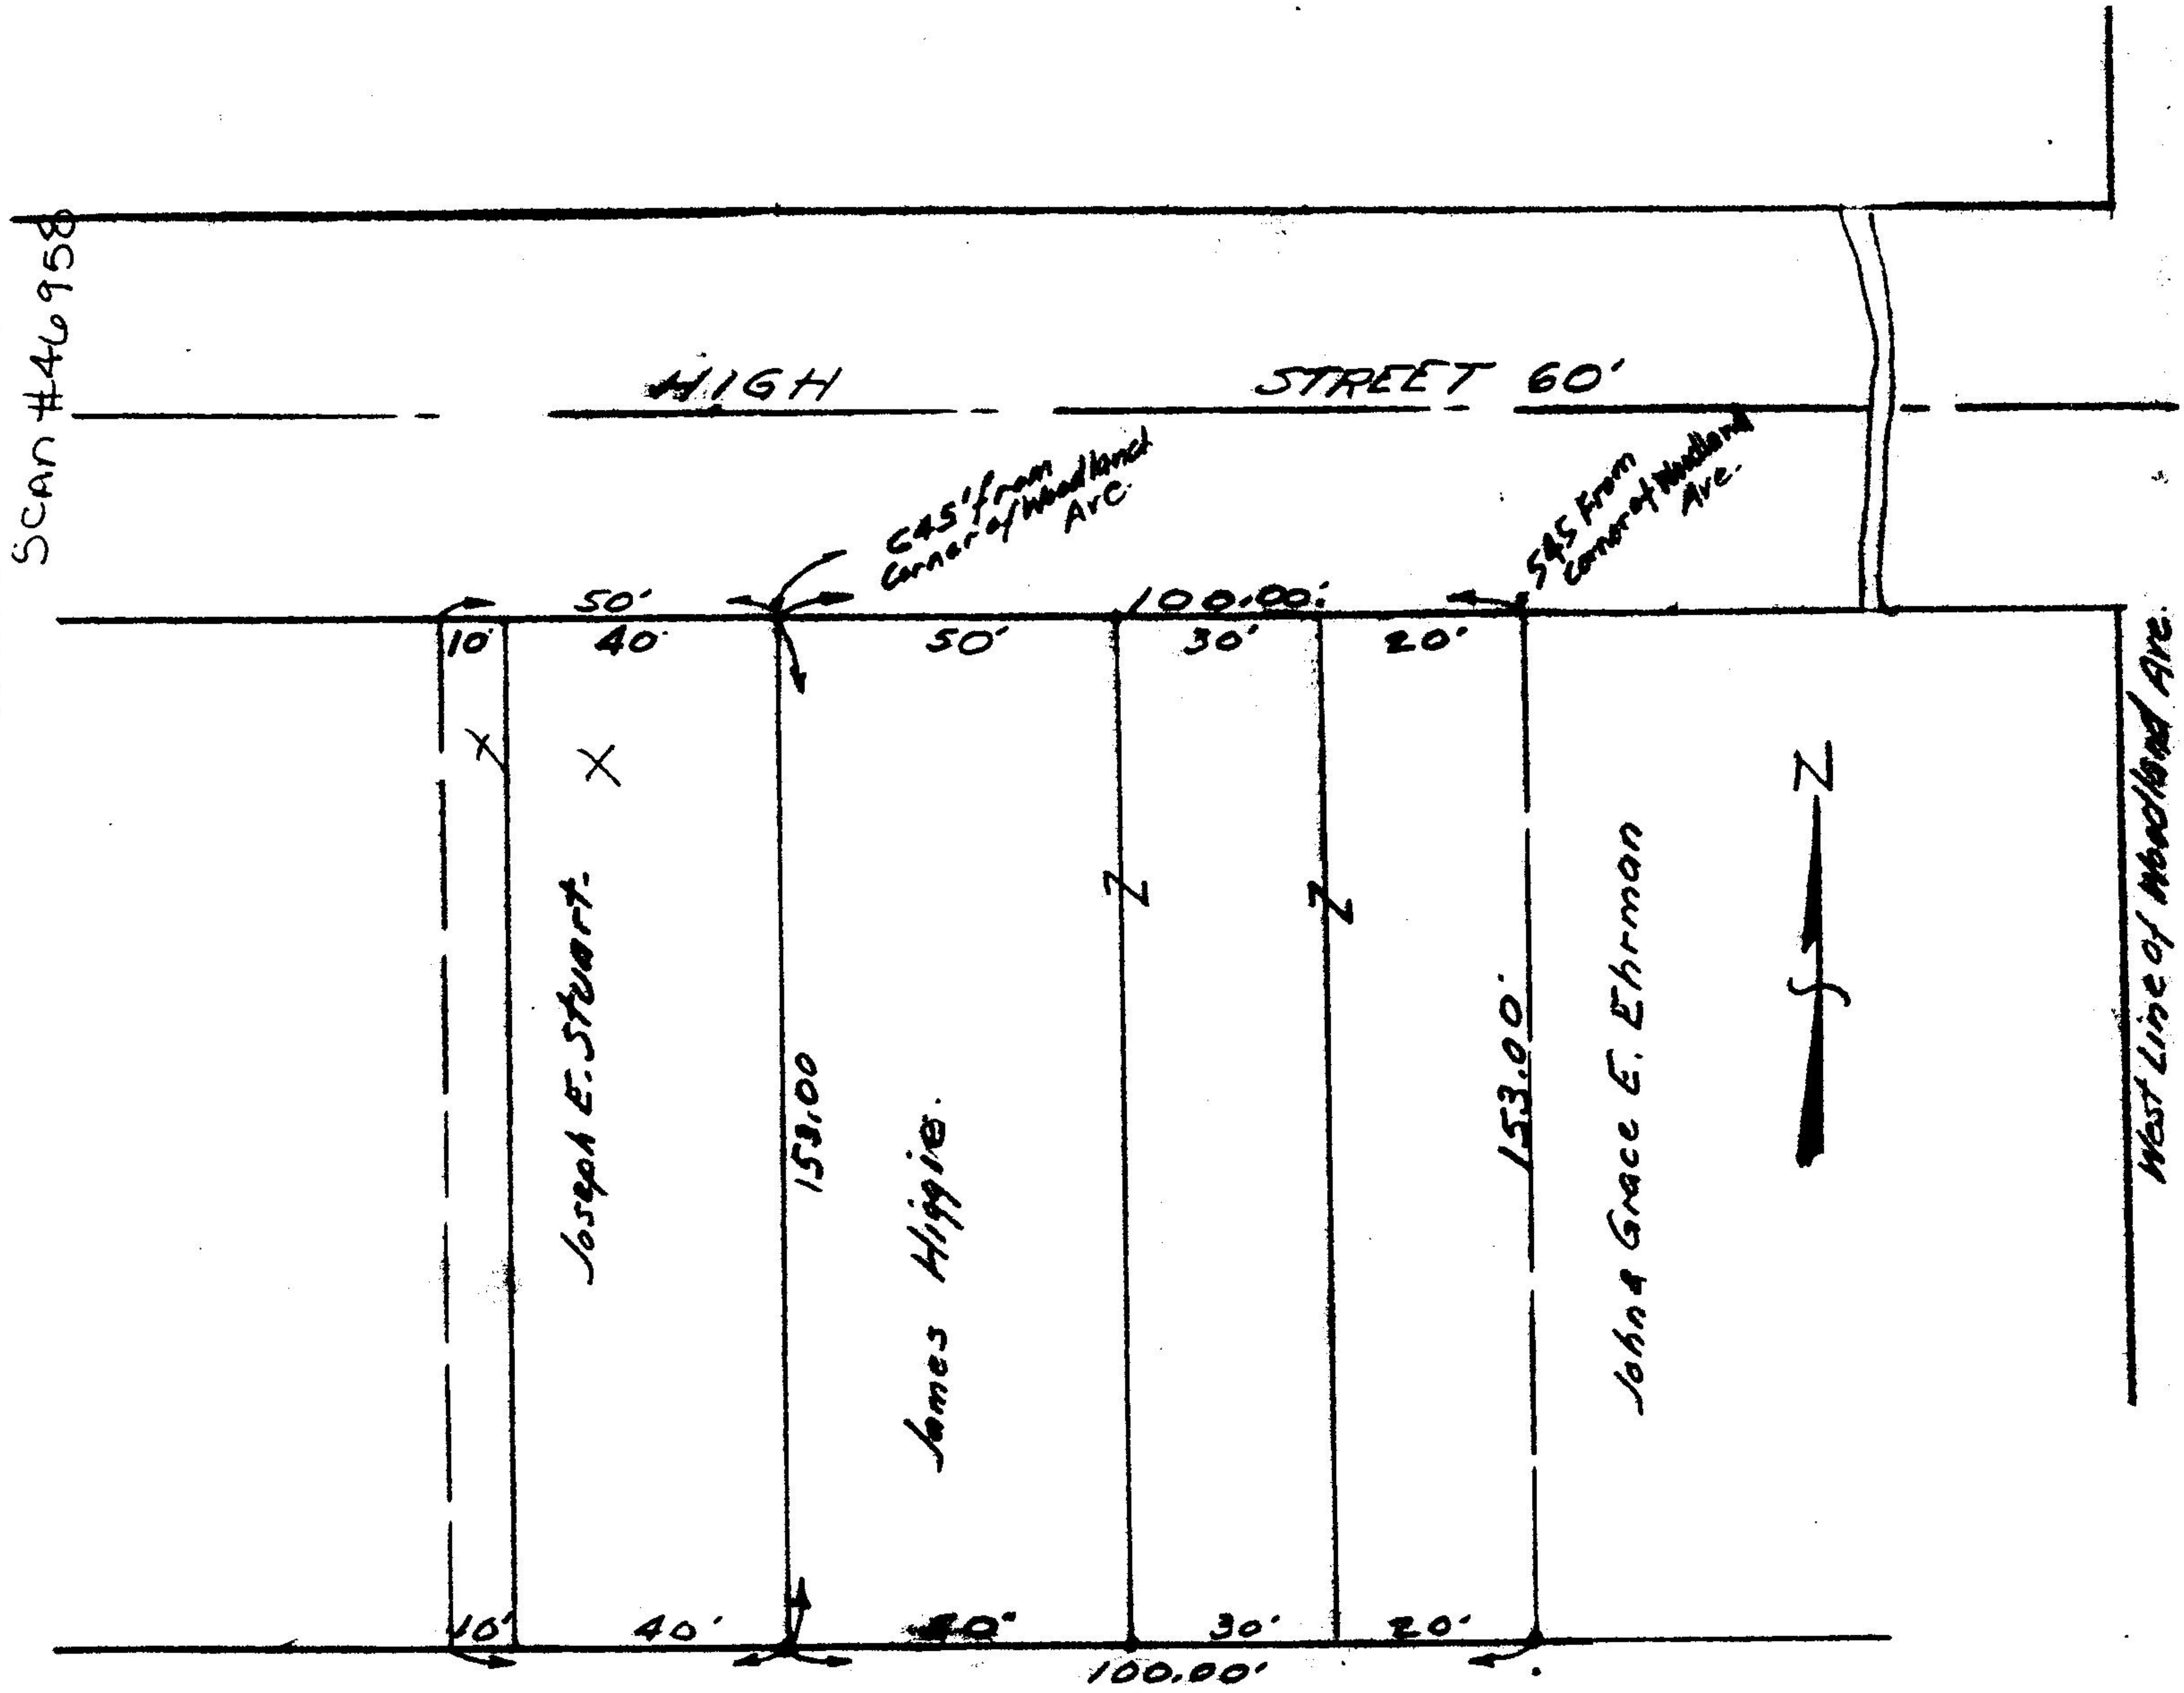 Scan #46958
HIGH STREET 60'
645' from
Corner of Woodland
Ave.
545 From
Corner of Woodland
Ave.
50' 100.00'
10' 40' 50' 30' 20'
X X
Z Z
N
Joseph E. Stuart.
153.00
James Higgie.
153.00'
John & Grace E. Ehrman
West Line of Woodland Ave.
10' 40' 30' 20'
100.00'